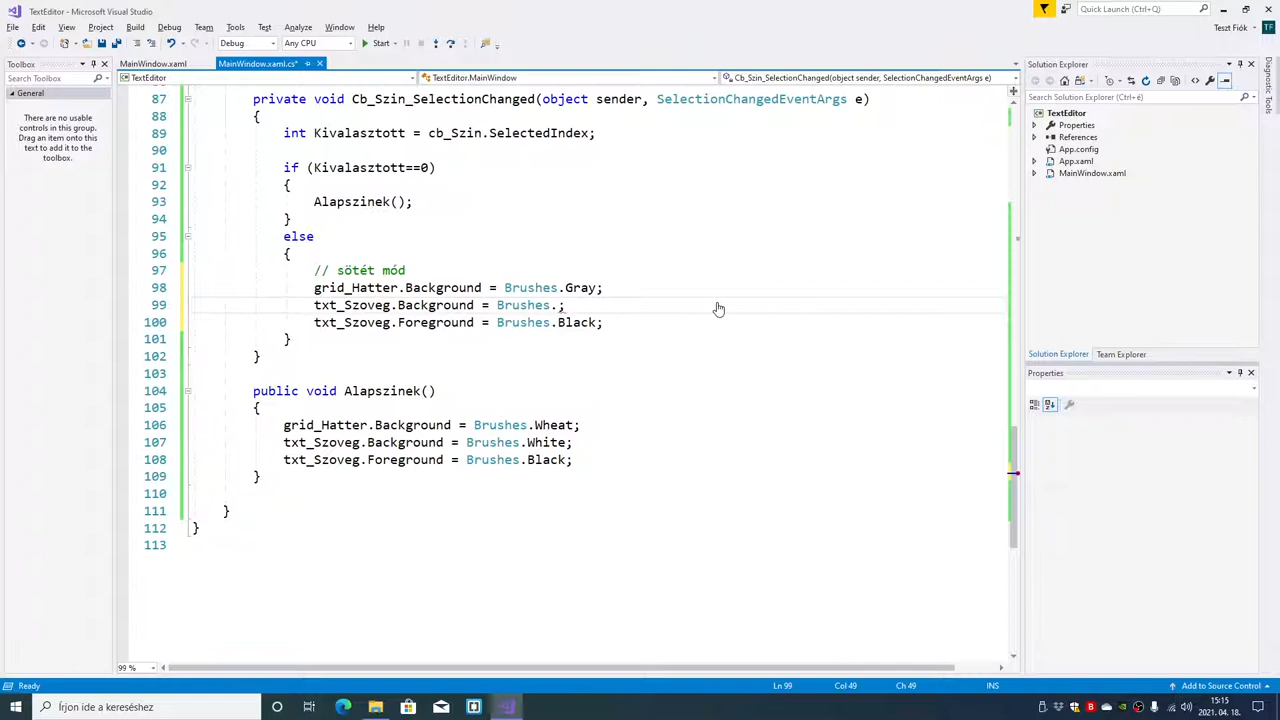 TextEditor - Microsoft Visual Studio
Quick Launch (Ctrl+Q)
File Edit View Project Build Debug Team Tools Test Analyze Window Help
Teszt Fiók TF
Debug Any CPU Start
Toolbox
Search Toolbox
General
There are no usable
controls in this group.
Drag an item onto this
text to add it to the
toolbox.
MainWindow.xaml MainWindow.xaml.cs*
TextEditor TextEditor.MainWindow Cb_Szin_SelectionChanged(object sender, SelectionChangedEventArgs e)
87 private void Cb_Szin_SelectionChanged(object sender, SelectionChangedEventArgs e)
88 {
89 int Kivalasztott = cb_Szin.SelectedIndex;
90
91 if (Kivalasztott==0)
92 {
93 Alapszinek();
94 }
95 else
96 {
97 // sötét mód
98 grid_Hatter.Background = Brushes.Gray;
99 txt_Szoveg.Background = Brushes.;
100 txt_Szoveg.Foreground = Brushes.Black;
101 }
102 }
103
104 public void Alapszinek()
105 {
106 grid_Hatter.Background = Brushes.Wheat;
107 txt_Szoveg.Background = Brushes.White;
108 txt_Szoveg.Foreground = Brushes.Black;
109 }
110
111 }
112 }
113
99 %
Solution Explorer
Search Solution Explorer (Ctrl+é)
TextEditor
Properties
References
App.config
App.xaml
MainWindow.xaml
Solution Explorer Team Explorer
Properties
Diagnostic Tools
Ready Ln 99 Col 49 Ch 49 INS Add to Source Control
Írjon ide a kereséshez
15:15
2021. 04. 18.